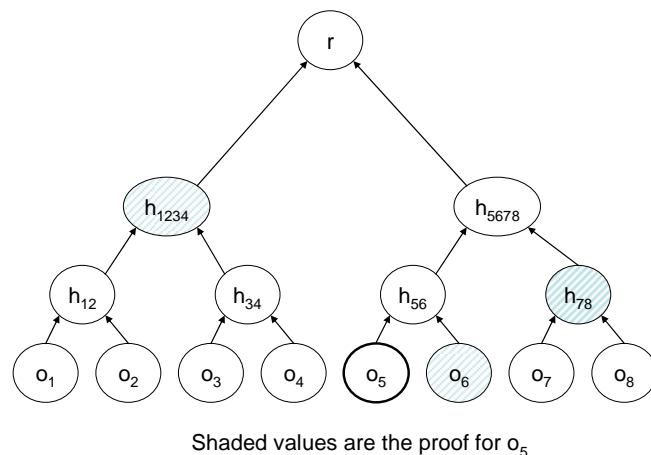 r
h₁₂₃₄ h₅₆₇₈
h₁₂ h₃₄ h₅₆ h₇₈
o₁ o₂ o₃ o₄ o₅ o₆ o₇ o₈
Shaded values are the proof for o₅